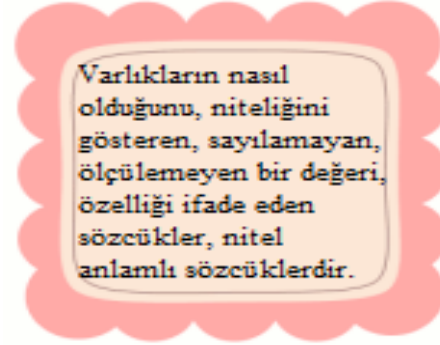 Varlıkların nasıl
olduğunu, niteliğini
gösteren, sayılamayan,
ölçülemeyen bir değeri,
özelliği ifade eden
sözcükler, nitel
anlamlı sözcüklerdir.